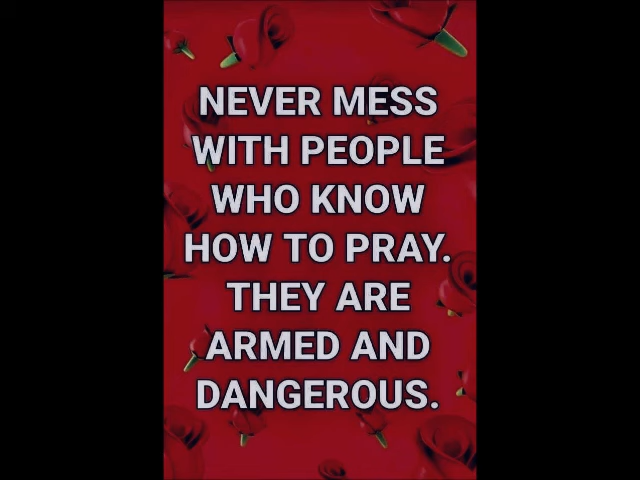 NEVER MESS
WITH PEOPLE
WHO KNOW
HOW TO PRAY.
THEY ARE
ARMED AND
DANGEROUS.